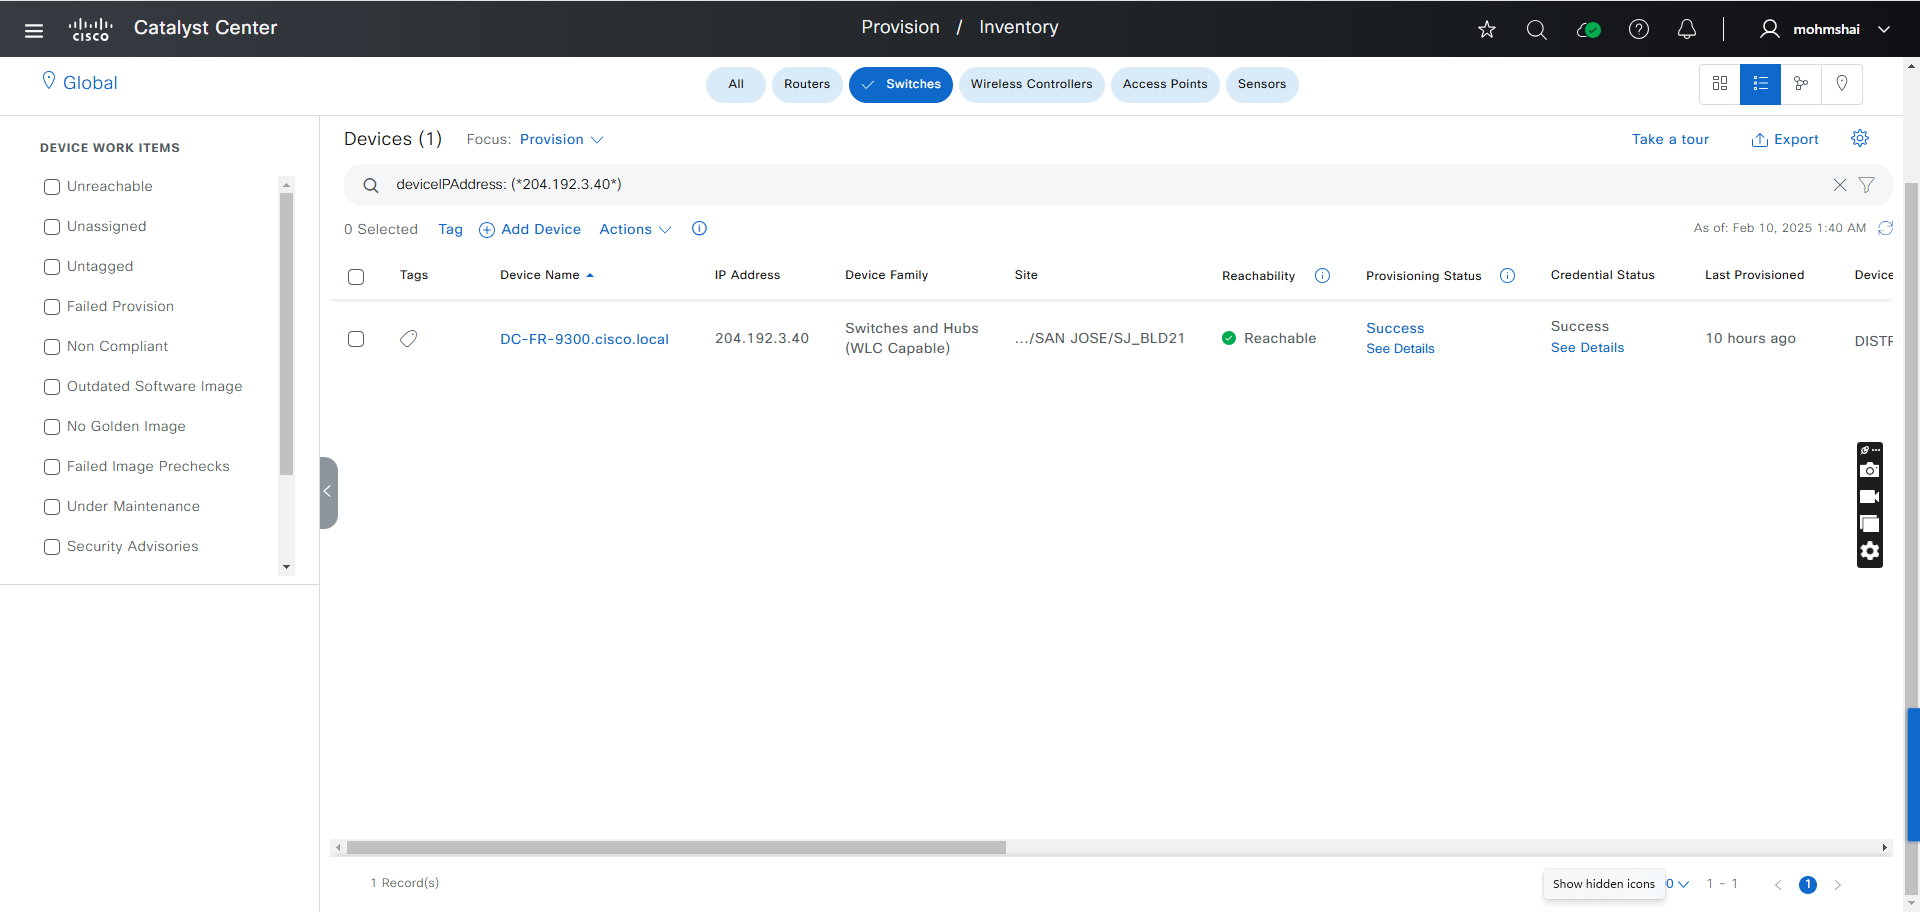 cisco Catalyst Center
Provision / Inventory
mohmshai
Global
All Routers Switches Wireless Controllers Access Points Sensors
DEVICE WORK ITEMS
Unreachable
Unassigned
Untagged
Failed Provision
Non Compliant
Outdated Software Image
No Golden Image
Failed Image Prechecks
Under Maintenance
Security Advisories
Devices (1) Focus: Provision
Take a tour Export
deviceIPAddress: (*204.192.3.40*)
0 Selected Tag Add Device Actions
As of: Feb 10, 2025 1:40 AM
Tags Device Name IP Address Device Family Site Reachability Provisioning Status Credential Status Last Provisioned Device
DC-FR-9300.cisco.local 204.192.3.40 Switches and Hubs (WLC Capable) .../SAN JOSE/SJ_BLD21 Reachable Success See Details Success See Details 10 hours ago DISTR
1 Record(s)
Show hidden icons 0 1 - 1 1